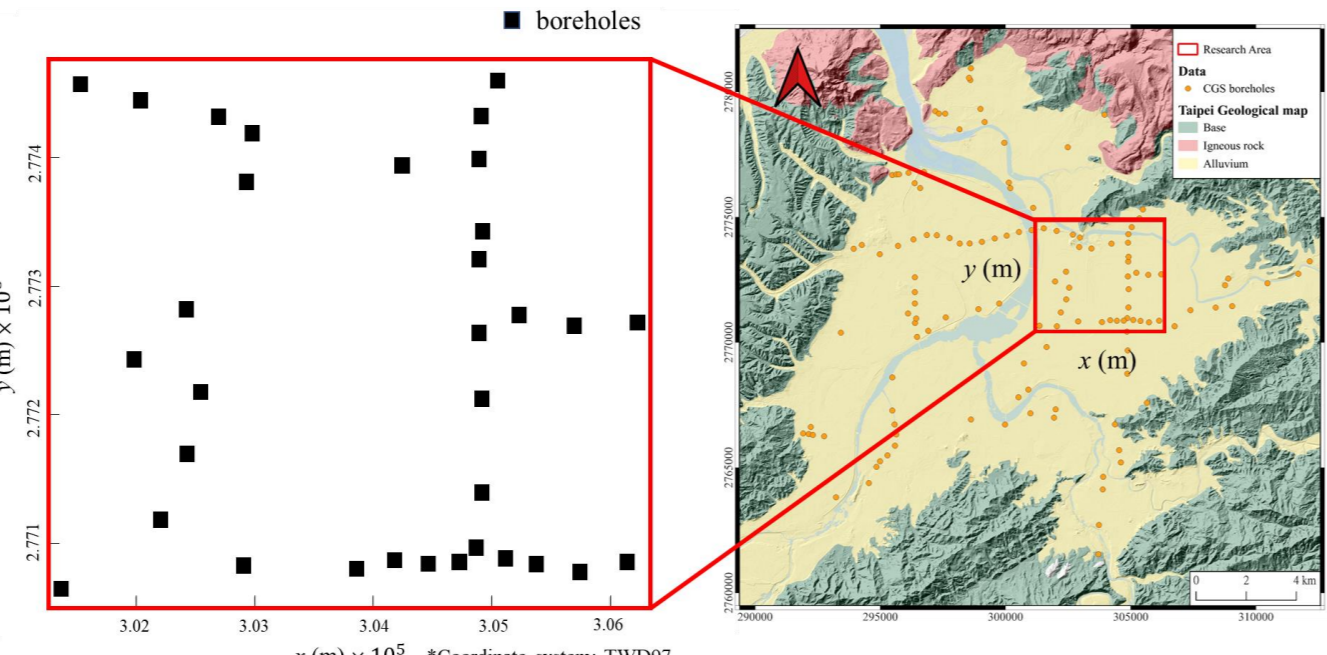 boreholes
2.774
2.773
2.772
2.771
y (m) × 10
3.02 3.03 3.04 3.05 3.06
x (m) × 10⁵ *Coordinate system: TWD97
Research Area
Data
CGS boreholes
Taipei Geological map
Base
Igneous rock
Alluvium
2775000
2770000
2765000
2760000
y (m)
x (m)
0 2 4 km
290000 295000 300000 305000 310000